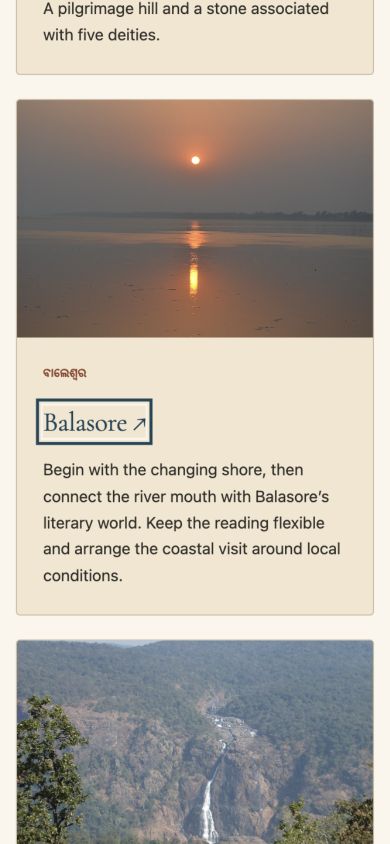 A pilgrimage hill and a stone associated
with five deities.
ବାଲେଶ୍ୱର
Balasore ↗
Begin with the changing shore, then
connect the river mouth with Balasore’s
literary world. Keep the reading flexible
and arrange the coastal visit around local
conditions.